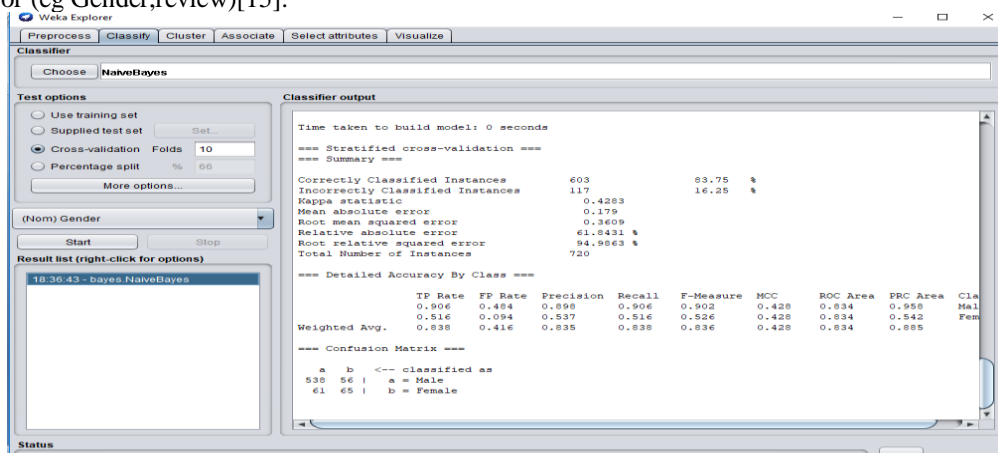 or (eg Gender,review)[15].
Weka Explorer
Preprocess Classify Cluster Associate Select attributes Visualize
Classifier
Choose NaiveBayes
Test options
Use training set
Supplied test set Set...
Cross-validation Folds 10
Percentage split % 66
More options...
(Nom) Gender
Start Stop
Result list (right-click for options)
18:36:43 - bayes.NaiveBayes
Classifier output
Time taken to build model: 0 seconds
=== Stratified cross-validation ===
=== Summary ===
Correctly Classified Instances 603 83.75 %
Incorrectly Classified Instances 117 16.25 %
Kappa statistic 0.4283
Mean absolute error 0.179
Root mean squared error 0.3609
Relative absolute error 61.8431 %
Root relative squared error 94.9863 %
Total Number of Instances 720
=== Detailed Accuracy By Class ===
TP Rate FP Rate Precision Recall F-Measure MCC ROC Area PRC Area Cla
0.906 0.484 0.898 0.906 0.902 0.428 0.834 0.958 Mal
0.516 0.094 0.537 0.516 0.526 0.428 0.834 0.542 Fem
Weighted Avg. 0.838 0.416 0.835 0.838 0.836 0.428 0.834 0.885
=== Confusion Matrix ===
a b <-- classified as
538 56 | a = Male
61 65 | b = Female
Status